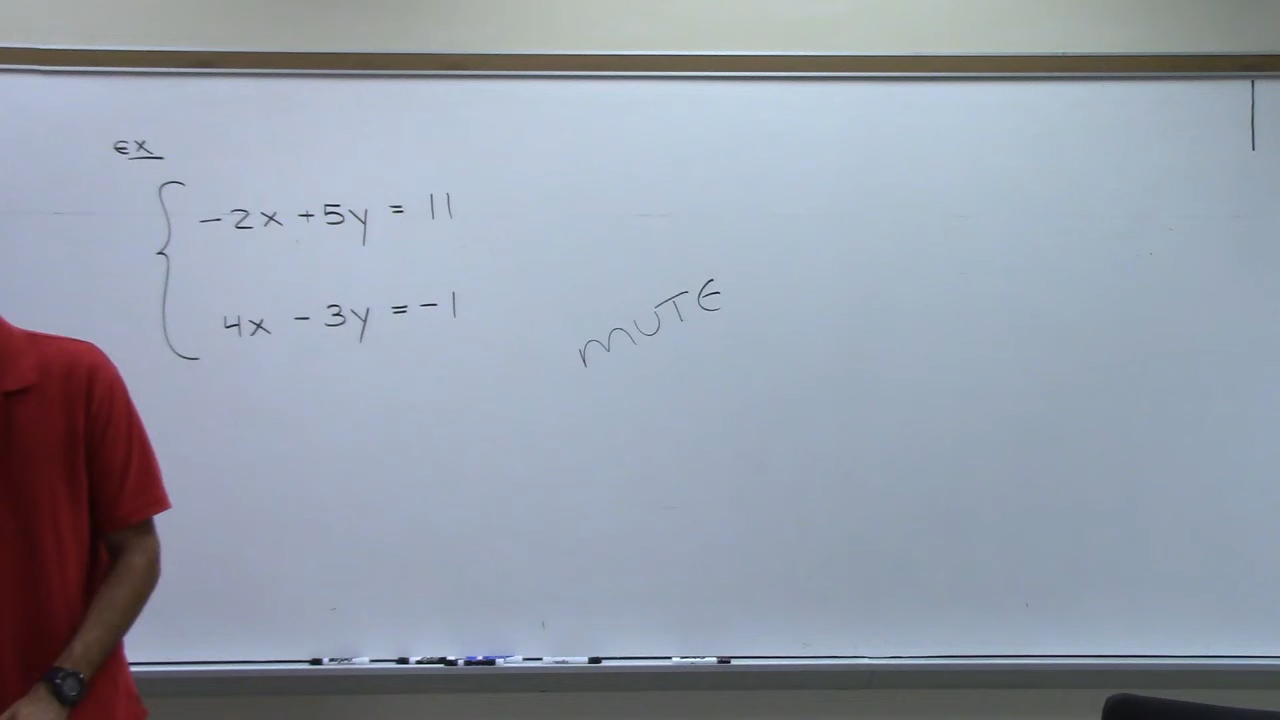 ex
-2x + 5y = 11
4x - 3y = -1
MUTE